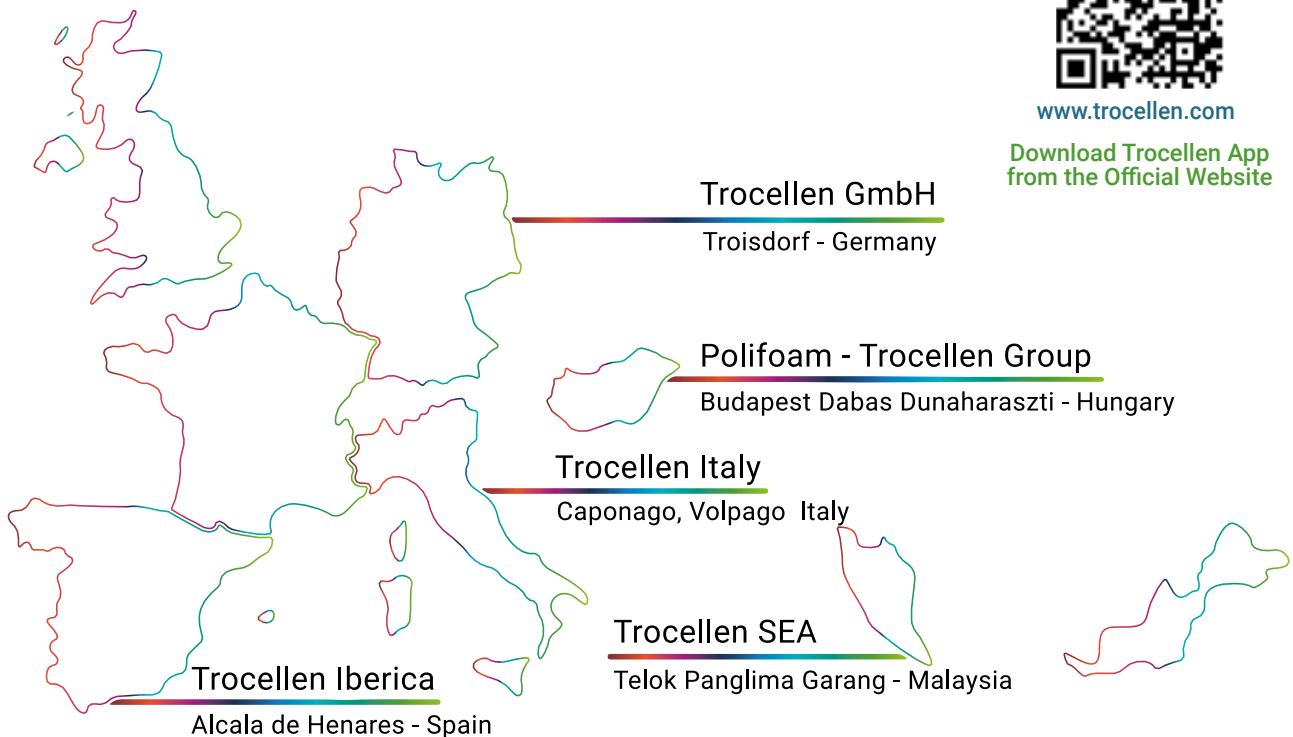 www.trocellen.com
Download Trocellen App
from the Official Website
Trocellen GmbH
Troisdorf - Germany
Polifoam - Trocellen Group
Budapest Dabas Dunaharaszti - Hungary
Trocellen Italy
Caponago, Volpago Italy
Trocellen SEA
Telok Panglima Garang - Malaysia
Trocellen Iberica
Alcala de Henares - Spain